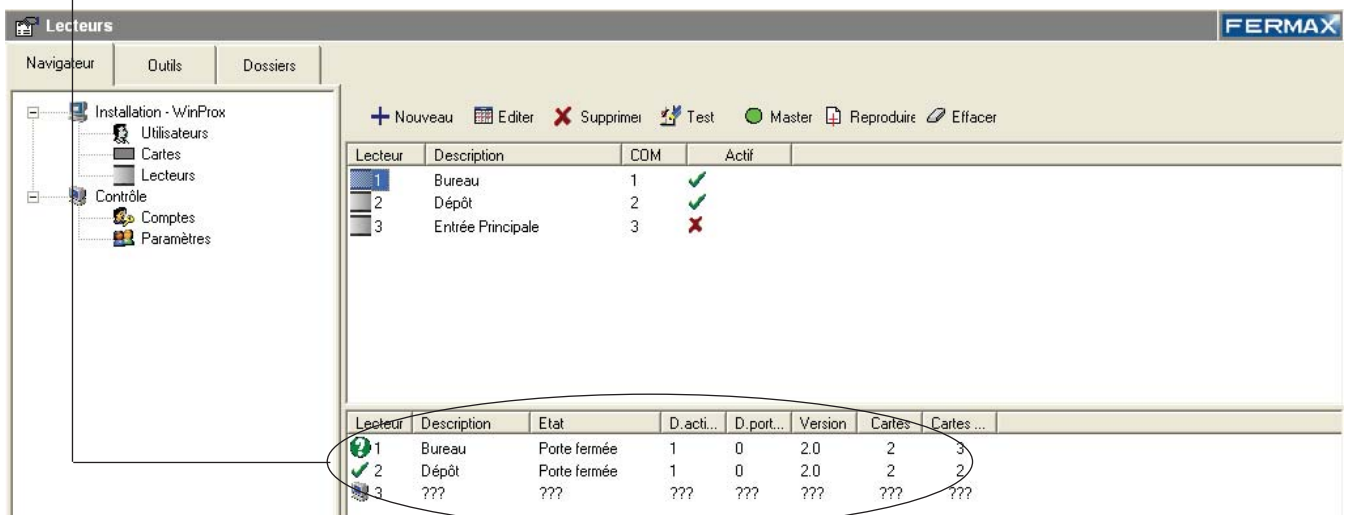 Lecteurs FERMAX
Navigateur Outils Dossiers
Installation - WinProx
Utilisateurs
Cartes
Lecteurs
Contrôle
Comptes
Paramètres
Nouveau Editer Supprimer Test Master Reproduire Effacer
Lecteur Description COM Actif
1 Bureau 1
2 Dépôt 2
3 Entrée Principale 3
Lecteur Description Etat D.acti... D.port... Version Cartes Cartes ...
1 Bureau Porte fermée 1 0 2.0 2 3
2 Dépôt Porte fermée 1 0 2.0 2 2
3 ??? ??? ??? ??? ??? ??? ???